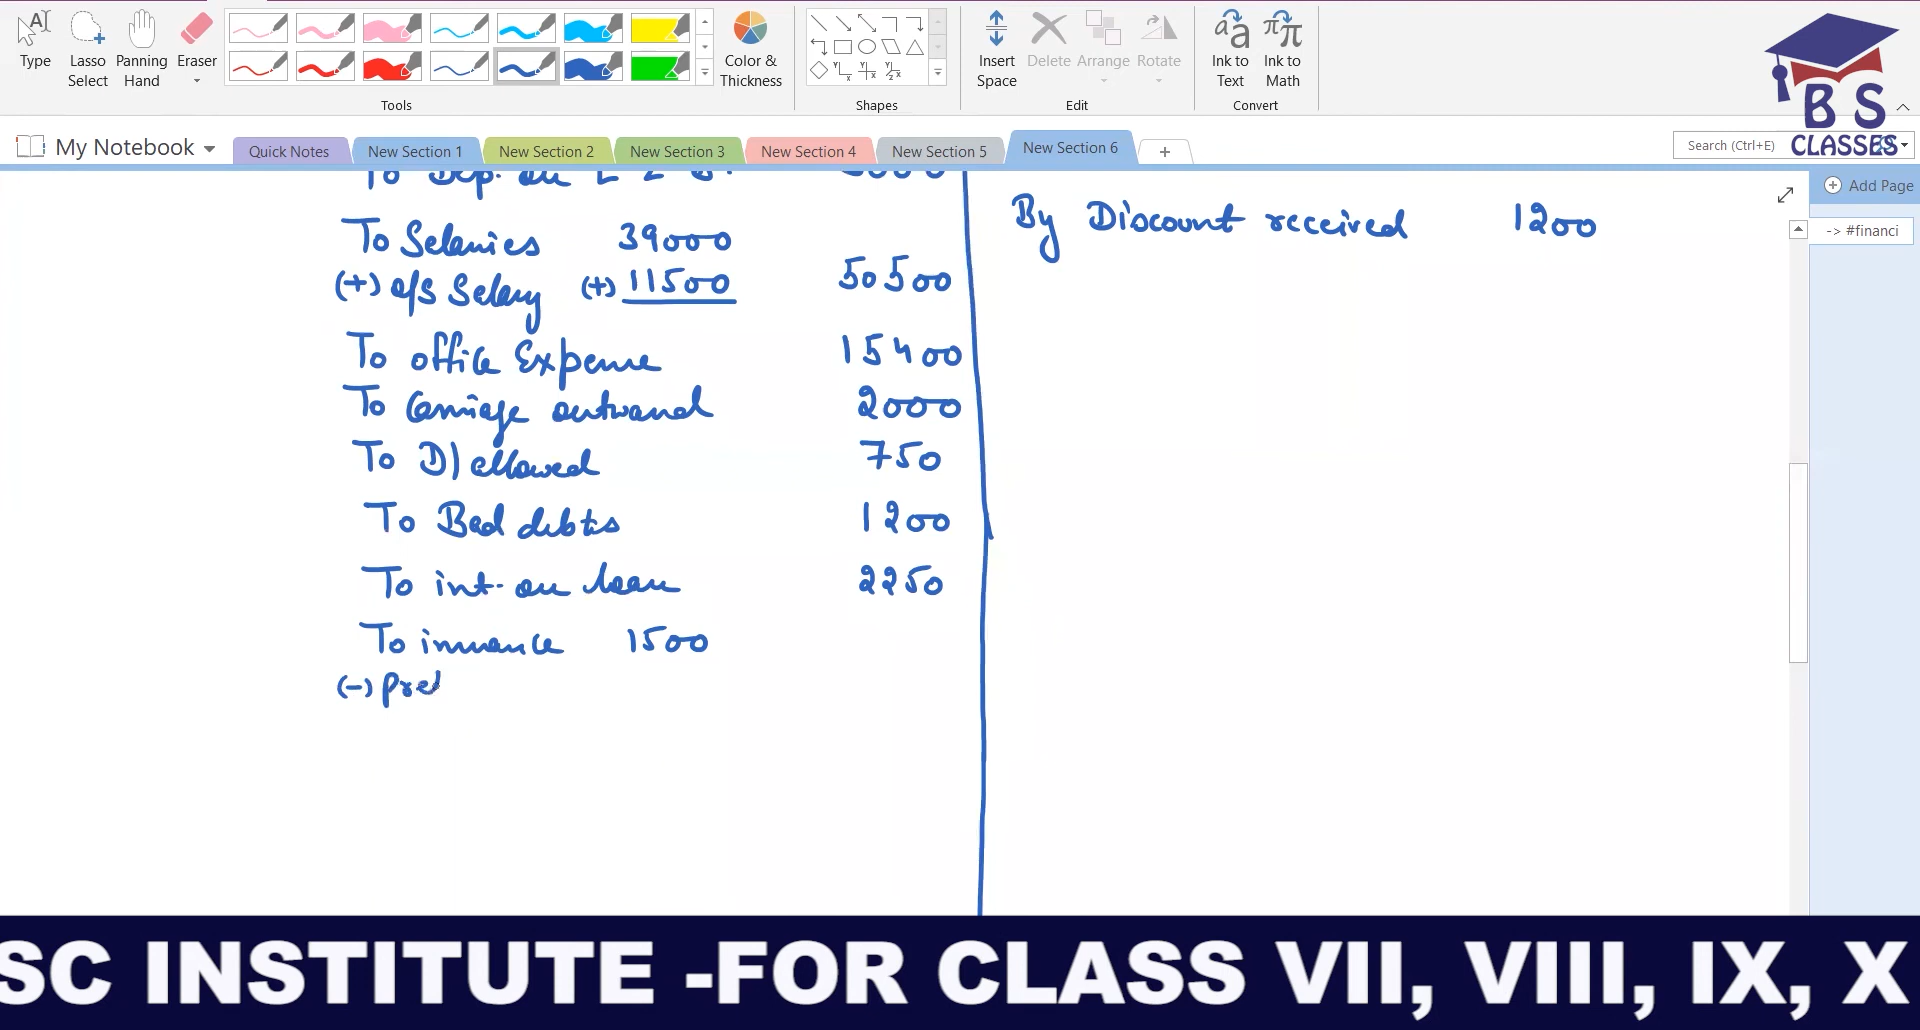 Type
Lasso Select
Panning Hand
Eraser
Color & Thickness
Insert Space
Delete
Arrange
Rotate
Ink to Text
Ink to Math
Tools
Shapes
Edit
Convert
BS CLASSES
My Notebook
Quick Notes
New Section 1
New Section 2
New Section 3
New Section 4
New Section 5
New Section 6
+
Search (Ctrl+E)
Add Page
-> #financi
To Dep. on L & B.
By Discount received 1200
To Salaries 39000
(+) o/s Salary (+) 11500 50500
To office Expense 15400
To Carriage outward 2000
To D/allowed 750
To Bad debts 1200
To int. on loan 2250
To insurance 1500
(-) Pre
SC INSTITUTE -FOR CLASS VII, VIII, IX, X